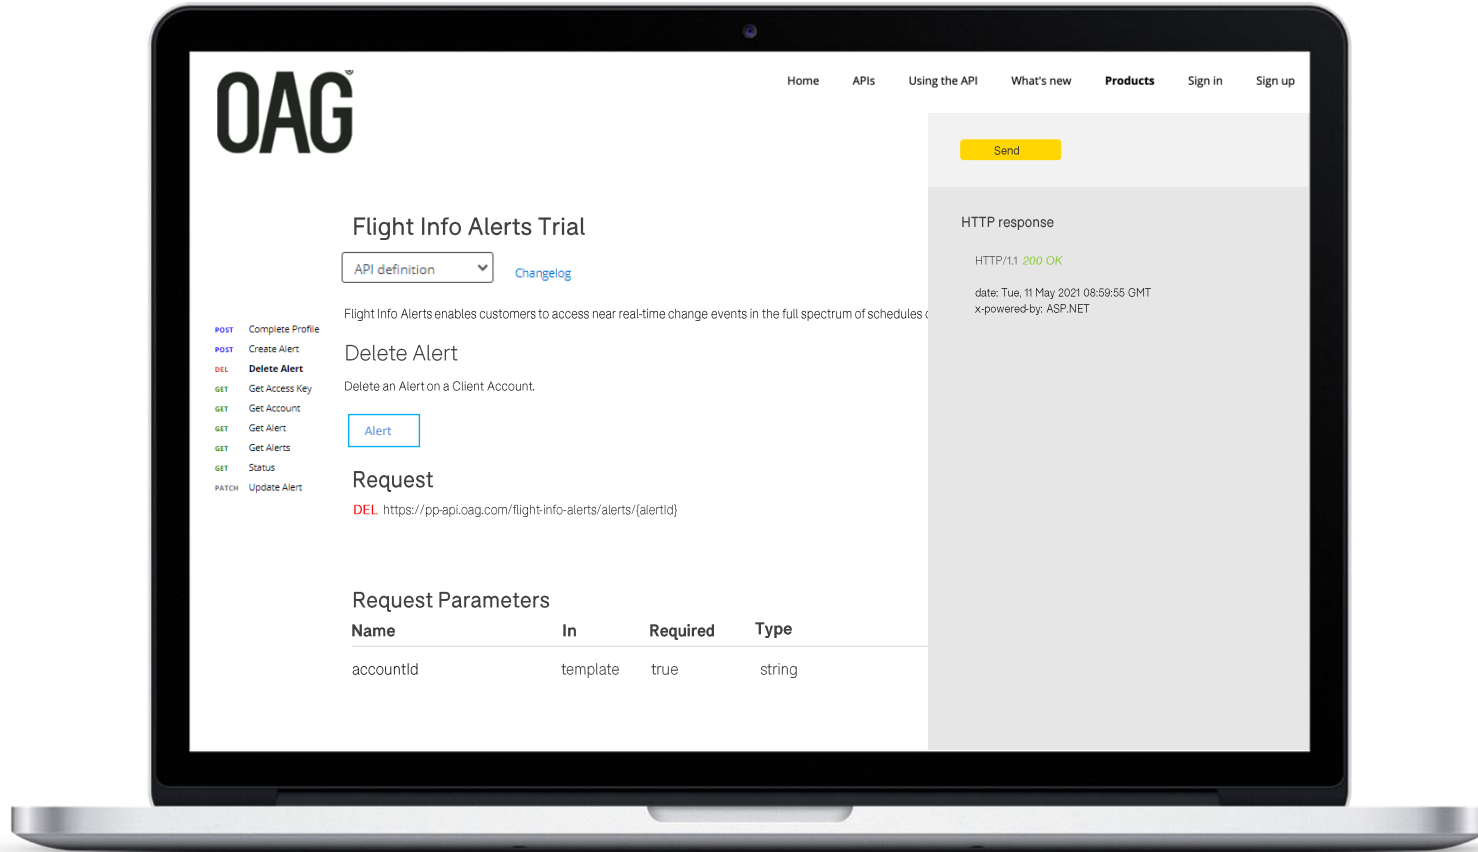 OAG
Home APIs Using the API What's new Products Sign in Sign up
Send
Flight Info Alerts Trial
API definition
Changelog
Flight Info Alerts enables customers to access near real-time change events in the full spectrum of schedules
POST Complete Profile
POST Create Alert
DEL Delete Alert
GET Get Access Key
GET Get Account
GET Get Alert
GET Get Alerts
GET Status
PATCH Update Alert
Delete Alert
Delete an Alert on a Client Account.
Alert
Request
DEL https://pp-api.oag.com/flight-info-alerts/alerts/{alertId}
Request Parameters
Name In Required Type
accountId template true string
HTTP response
HTTP/1.1 200 OK
date: Tue, 11 May 2021 08:59:55 GMT
x-powered-by: ASP.NET